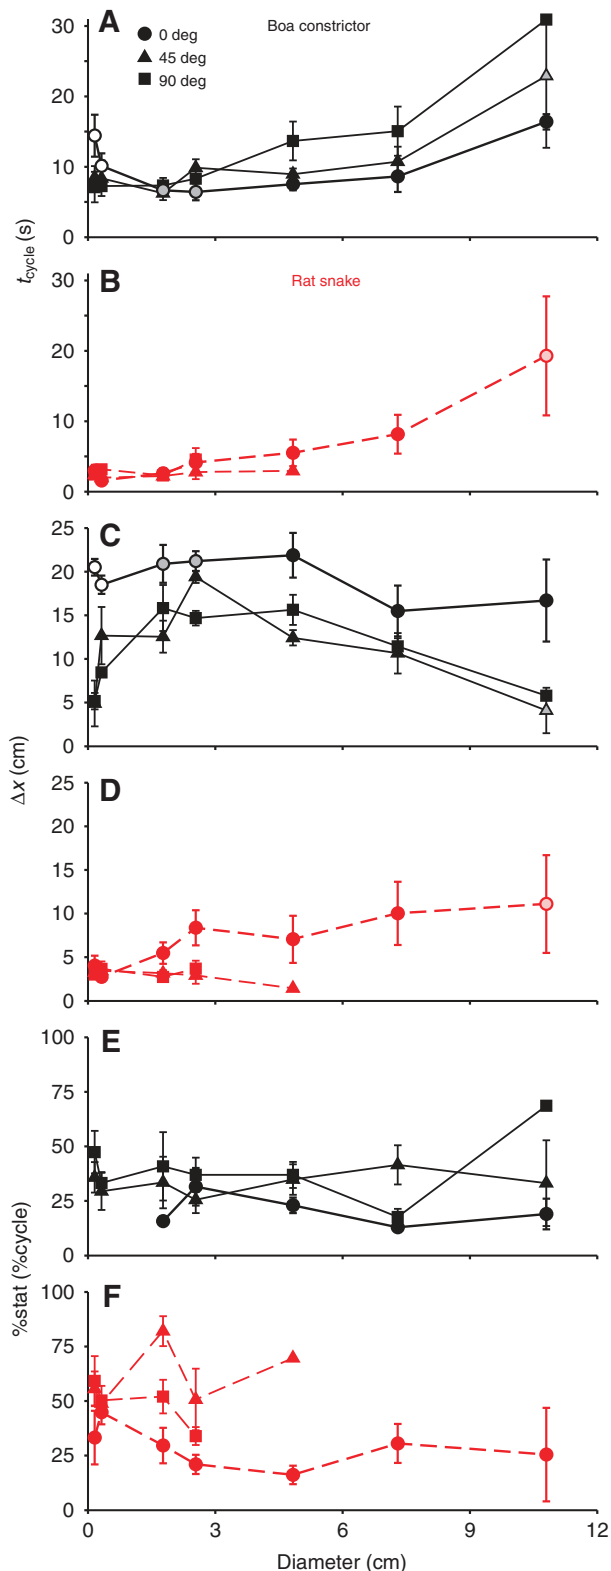 A
Boa constrictor
0 deg
45 deg
90 deg
30
20
10
0
B
Rat snake
30
20
10
0
t cycle (s)
C
25
20
15
10
5
0
D
25
20
15
10
5
0
Δx (cm)
E
100
75
50
25
0
F
100
75
50
25
0
%stat (%cycle)
0 3 6 9 12
Diameter (cm)